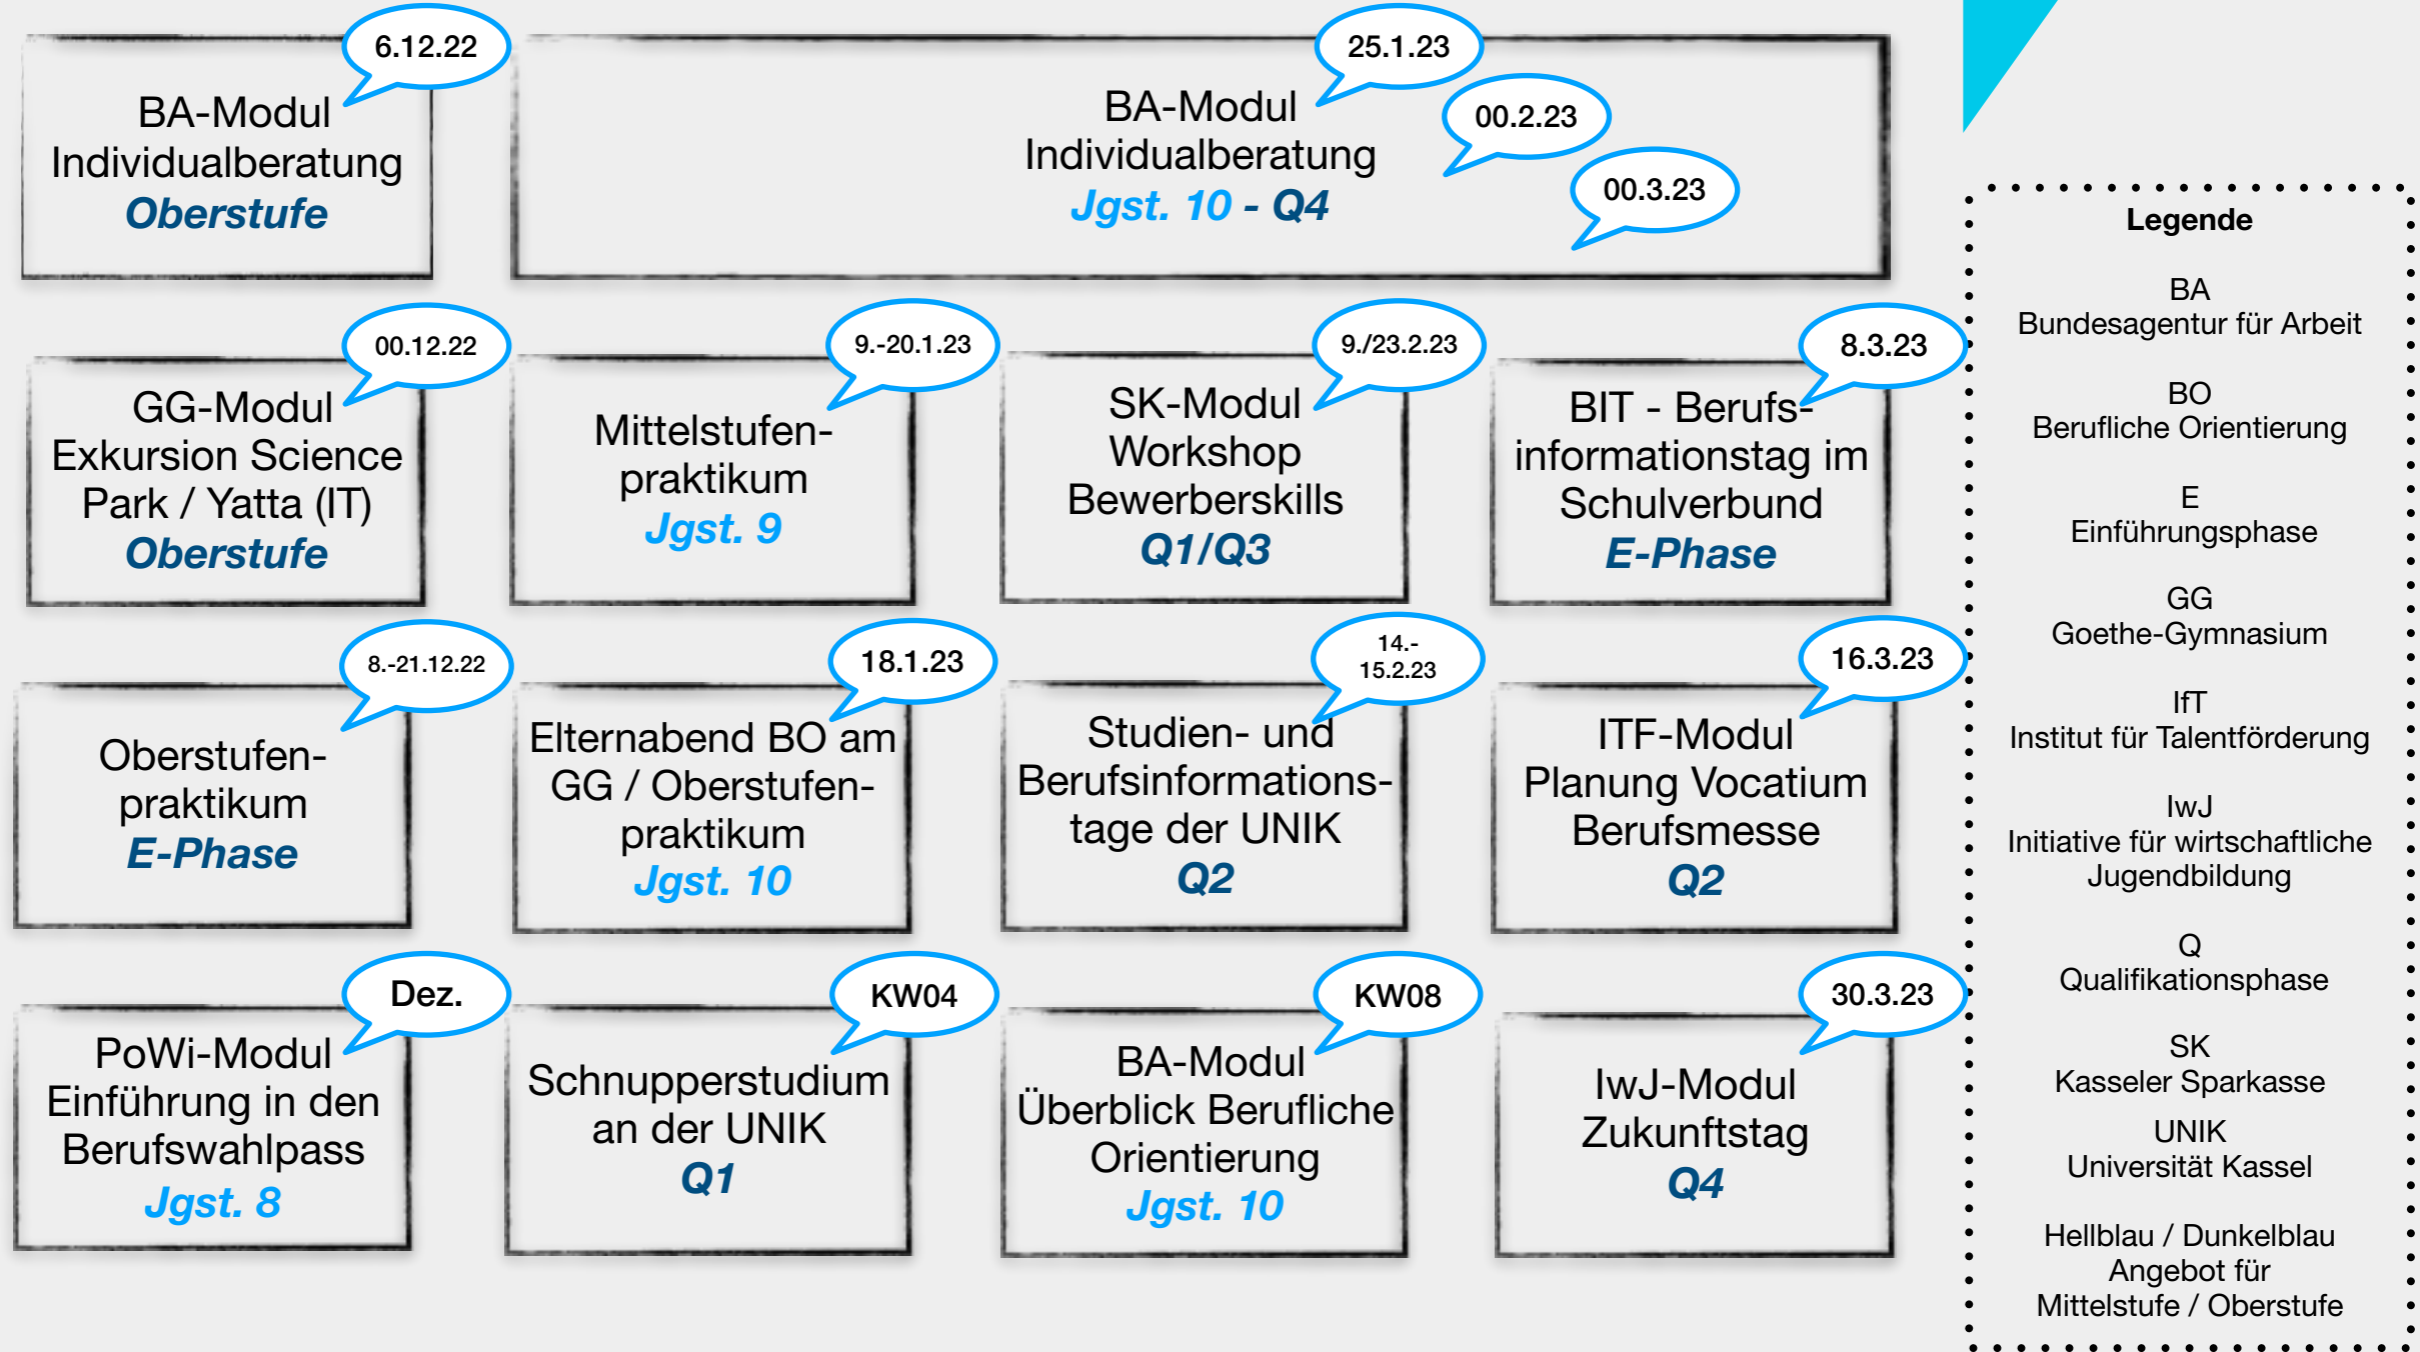 6.12.22
BA-Modul
Individualberatung
Oberstufe
25.1.23
00.2.23
00.3.23
BA-Modul
Individualberatung
Jgst. 10 - Q4
00.12.22
GG-Modul
Exkursion Science
Park / Yatta (IT)
Oberstufe
9.-20.1.23
Mittelstufen-
praktikum
Jgst. 9
9./23.2.23
SK-Modul
Workshop
Bewerberskills
Q1/Q3
8.3.23
BIT - Berufs-
informationstag im
Schulverbund
E-Phase
8.-21.12.22
Oberstufen-
praktikum
E-Phase
18.1.23
Elternabend BO am
GG / Oberstufen-
praktikum
Jgst. 10
14.-
15.2.23
Studien- und
Berufsinformations-
tage der UNIK
Q2
16.3.23
ITF-Modul
Planung Vocatium
Berufsmesse
Q2
Dez.
PoWi-Modul
Einführung in den
Berufswahlpass
Jgst. 8
KW04
Schnupperstudium
an der UNIK
Q1
KW08
BA-Modul
Überblick Berufliche
Orientierung
Jgst. 10
30.3.23
IwJ-Modul
Zukunftstag
Q4
Legende
BA
Bundesagentur für Arbeit
BO
Berufliche Orientierung
E
Einführungsphase
GG
Goethe-Gymnasium
IfT
Institut für Talentförderung
IwJ
Initiative für wirtschaftliche
Jugendbildung
Q
Qualifikationsphase
SK
Kasseler Sparkasse
UNIK
Universität Kassel
Hellblau / Dunkelblau
Angebot für
Mittelstufe / Oberstufe